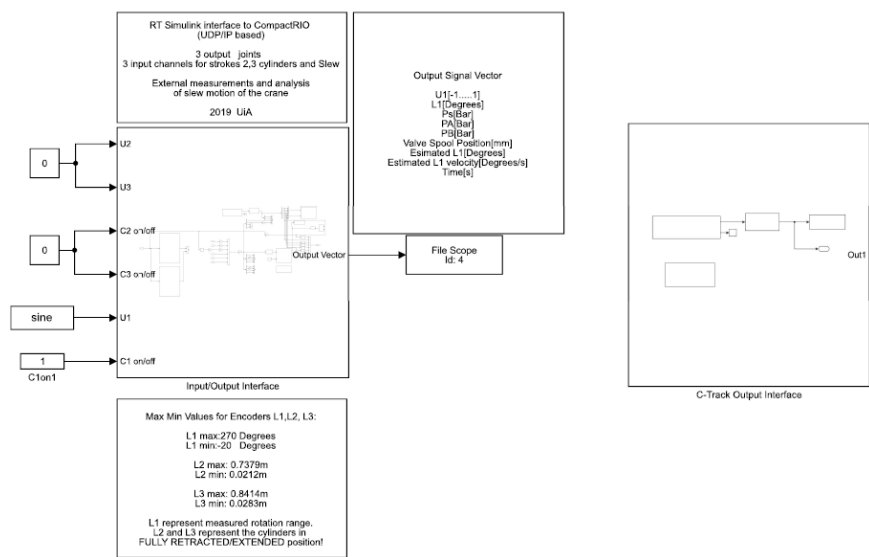 RT Simulink interface to CompactRIO
(UDP/IP based)
3 output joints
3 input channels for strokes 2,3 cylinders and Slew
External measurements and analysis
of slew motion of the crane
2019 UiA
Output Signal Vector
U1[-1.....1]
L1[Degrees]
Ps[Bar]
PA[Bar]
PB[Bar]
Valve Spool Position[mm]
Esimated L1[Degrees]
Estimated L1 velocity[Degrees/s]
Time[s]
0
U2
U3
0
C2 on/off
C3 on/off
sine
U1
1
C1on1
C1 on/off
Output Vector
Input/Output Interface
File Scope
Id: 4
Out1
C-Track Output Interface
Max Min Values for Encoders L1,L2, L3:
L1 max:270 Degrees
L1 min:-20 Degrees
L2 max: 0.7379m
L2 min: 0.0212m
L3 max: 0.8414m
L3 min: 0.0283m
L1 represent measured rotation range.
L2 and L3 represent the cylinders in
FULLY RETRACTED/EXTENDED position!